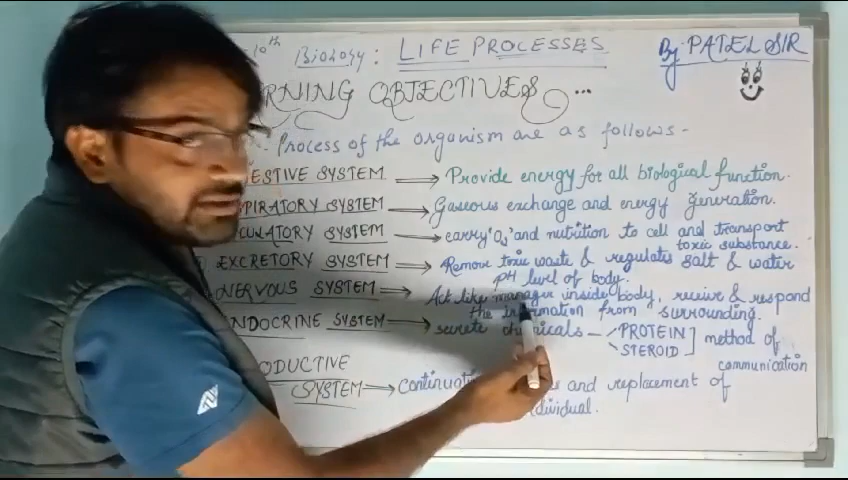 10th Biology : LIFE PROCESSES By. PATEL SIR
RNING OBJECTIVES ...
Process of the organism are as follows -
ESTIVE SYSTEM → Provide energy for all biological function.
SPIRATORY SYSTEM → Gaseous exchange and energy generation.
CULATORY SYSTEM → carry 'O₂' and nutrition to cell and transport
toxic substance.
EXCRETORY SYSTEM → Remove toxic waste & regulates salt & water
pH level of body.
NERVOUS SYSTEM → Act like manager inside body, receive & respond
the information from surrounding.
ENDOCRINE SYSTEM → secrete chemicals - PROTEIN
STEROID ] method of
communication
ODUCTIVE
SYSTEM → and replacement of
dividual.